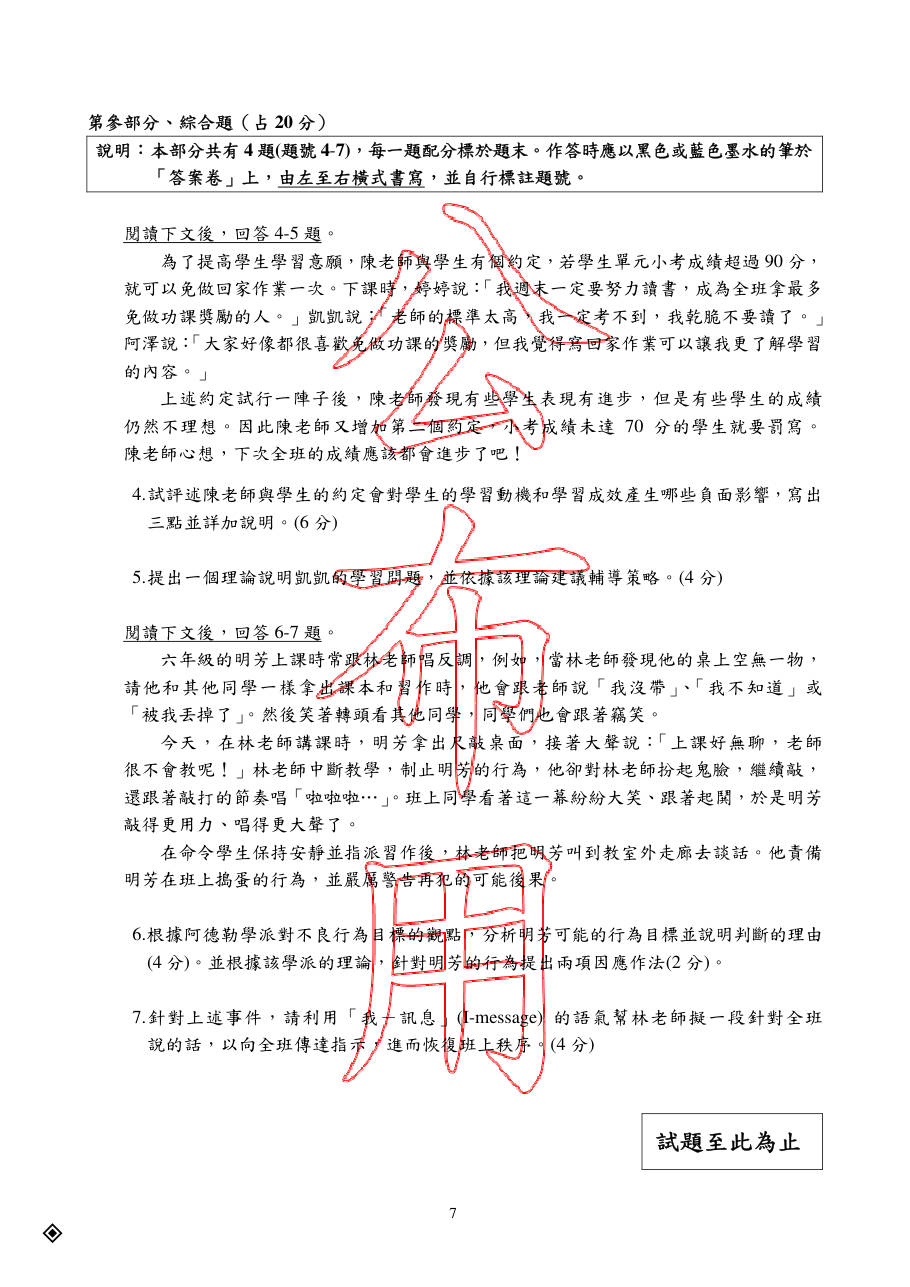 第參部分、綜合題（占 20 分）
說明：本部分共有 4 題(題號 4-7)，每一題配分標於題末。作答時應以黑色或藍色墨水的筆於
「答案卷」上，由左至右橫式書寫，並自行標註題號。
閱讀下文後，回答 4-5 題。
為了提高學生學習意願，陳老師與學生有個約定，若學生單元小考成績超過 90 分，
就可以免做回家作業一次。下課時，婷婷說：「我週末一定要努力讀書，成為全班拿最多
免做功課獎勵的人。」凱凱說：「老師的標準太高，我一定考不到，我乾脆不要讀了。」
阿澤說：「大家好像都很喜歡免做功課的獎勵，但我覺得寫回家作業可以讓我更了解學習
的內容。」
上述約定試行一陣子後，陳老師發現有些學生表現有進步，但是有些學生的成績
仍然不理想。因此陳老師又增加第二個約定，小考成績未達 70 分的學生就要罰寫。
陳老師心想，下次全班的成績應該都會進步了吧！
4.試評述陳老師與學生的約定會對學生的學習動機和學習成效產生哪些負面影響，寫出
三點並詳加說明。(6 分)
5.提出一個理論說明凱凱的學習問題，並依據該理論建議輔導策略。(4 分)
閱讀下文後，回答 6-7 題。
六年級的明芳上課時常跟林老師唱反調，例如，當林老師發現他的桌上空無一物，
請他和其他同學一樣拿出課本和習作時，他會跟老師說「我沒帶」、「我不知道」或
「被我丟掉了」。然後笑著轉頭看其他同學，同學們也會跟著竊笑。
今天，在林老師講課時，明芳拿出尺敲桌面，接著大聲說：「上課好無聊，老師
很不會教呢！」林老師中斷教學，制止明芳的行為，他卻對林老師扮起鬼臉，繼續敲，
還跟著敲打的節奏唱「啦啦啦…」。班上同學看著這一幕紛紛大笑、跟著起鬨，於是明芳
敲得更用力、唱得更大聲了。
在命令學生保持安靜並指派習作後，林老師把明芳叫到教室外走廊去談話。他責備
明芳在班上搗蛋的行為，並嚴厲警告再犯的可能後果。
6.根據阿德勒學派對不良行為目標的觀點，分析明芳可能的行為目標並說明判斷的理由
(4 分)。並根據該學派的理論，針對明芳的行為提出兩項因應作法(2 分)。
7.針對上述事件，請利用「我－訊息」(I-message) 的語氣幫林老師擬一段針對全班
說的話，以向全班傳達指示，進而恢復班上秩序。(4 分)
試題至此為止
7
公布用